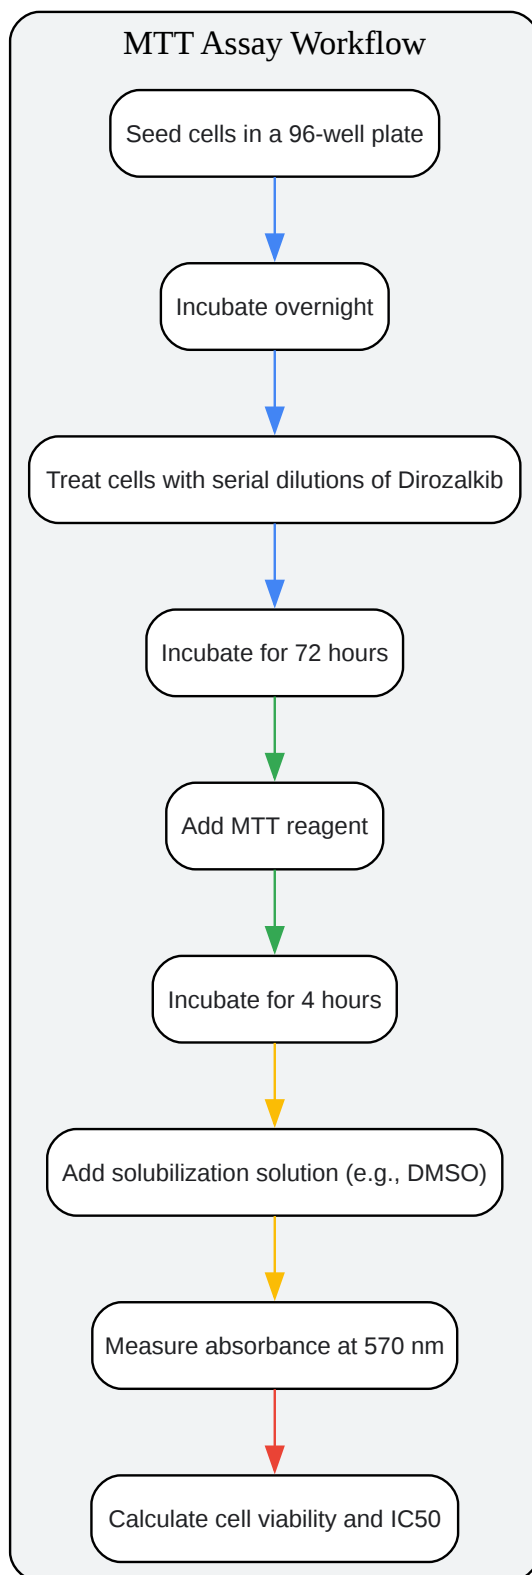 MTT Assay Workflow
Seed cells in a 96-well plate
Incubate overnight
Treat cells with serial dilutions of Dirozalkib
Incubate for 72 hours
Add MTT reagent
Incubate for 4 hours
Add solubilization solution (e.g., DMSO)
Measure absorbance at 570 nm
Calculate cell viability and IC50